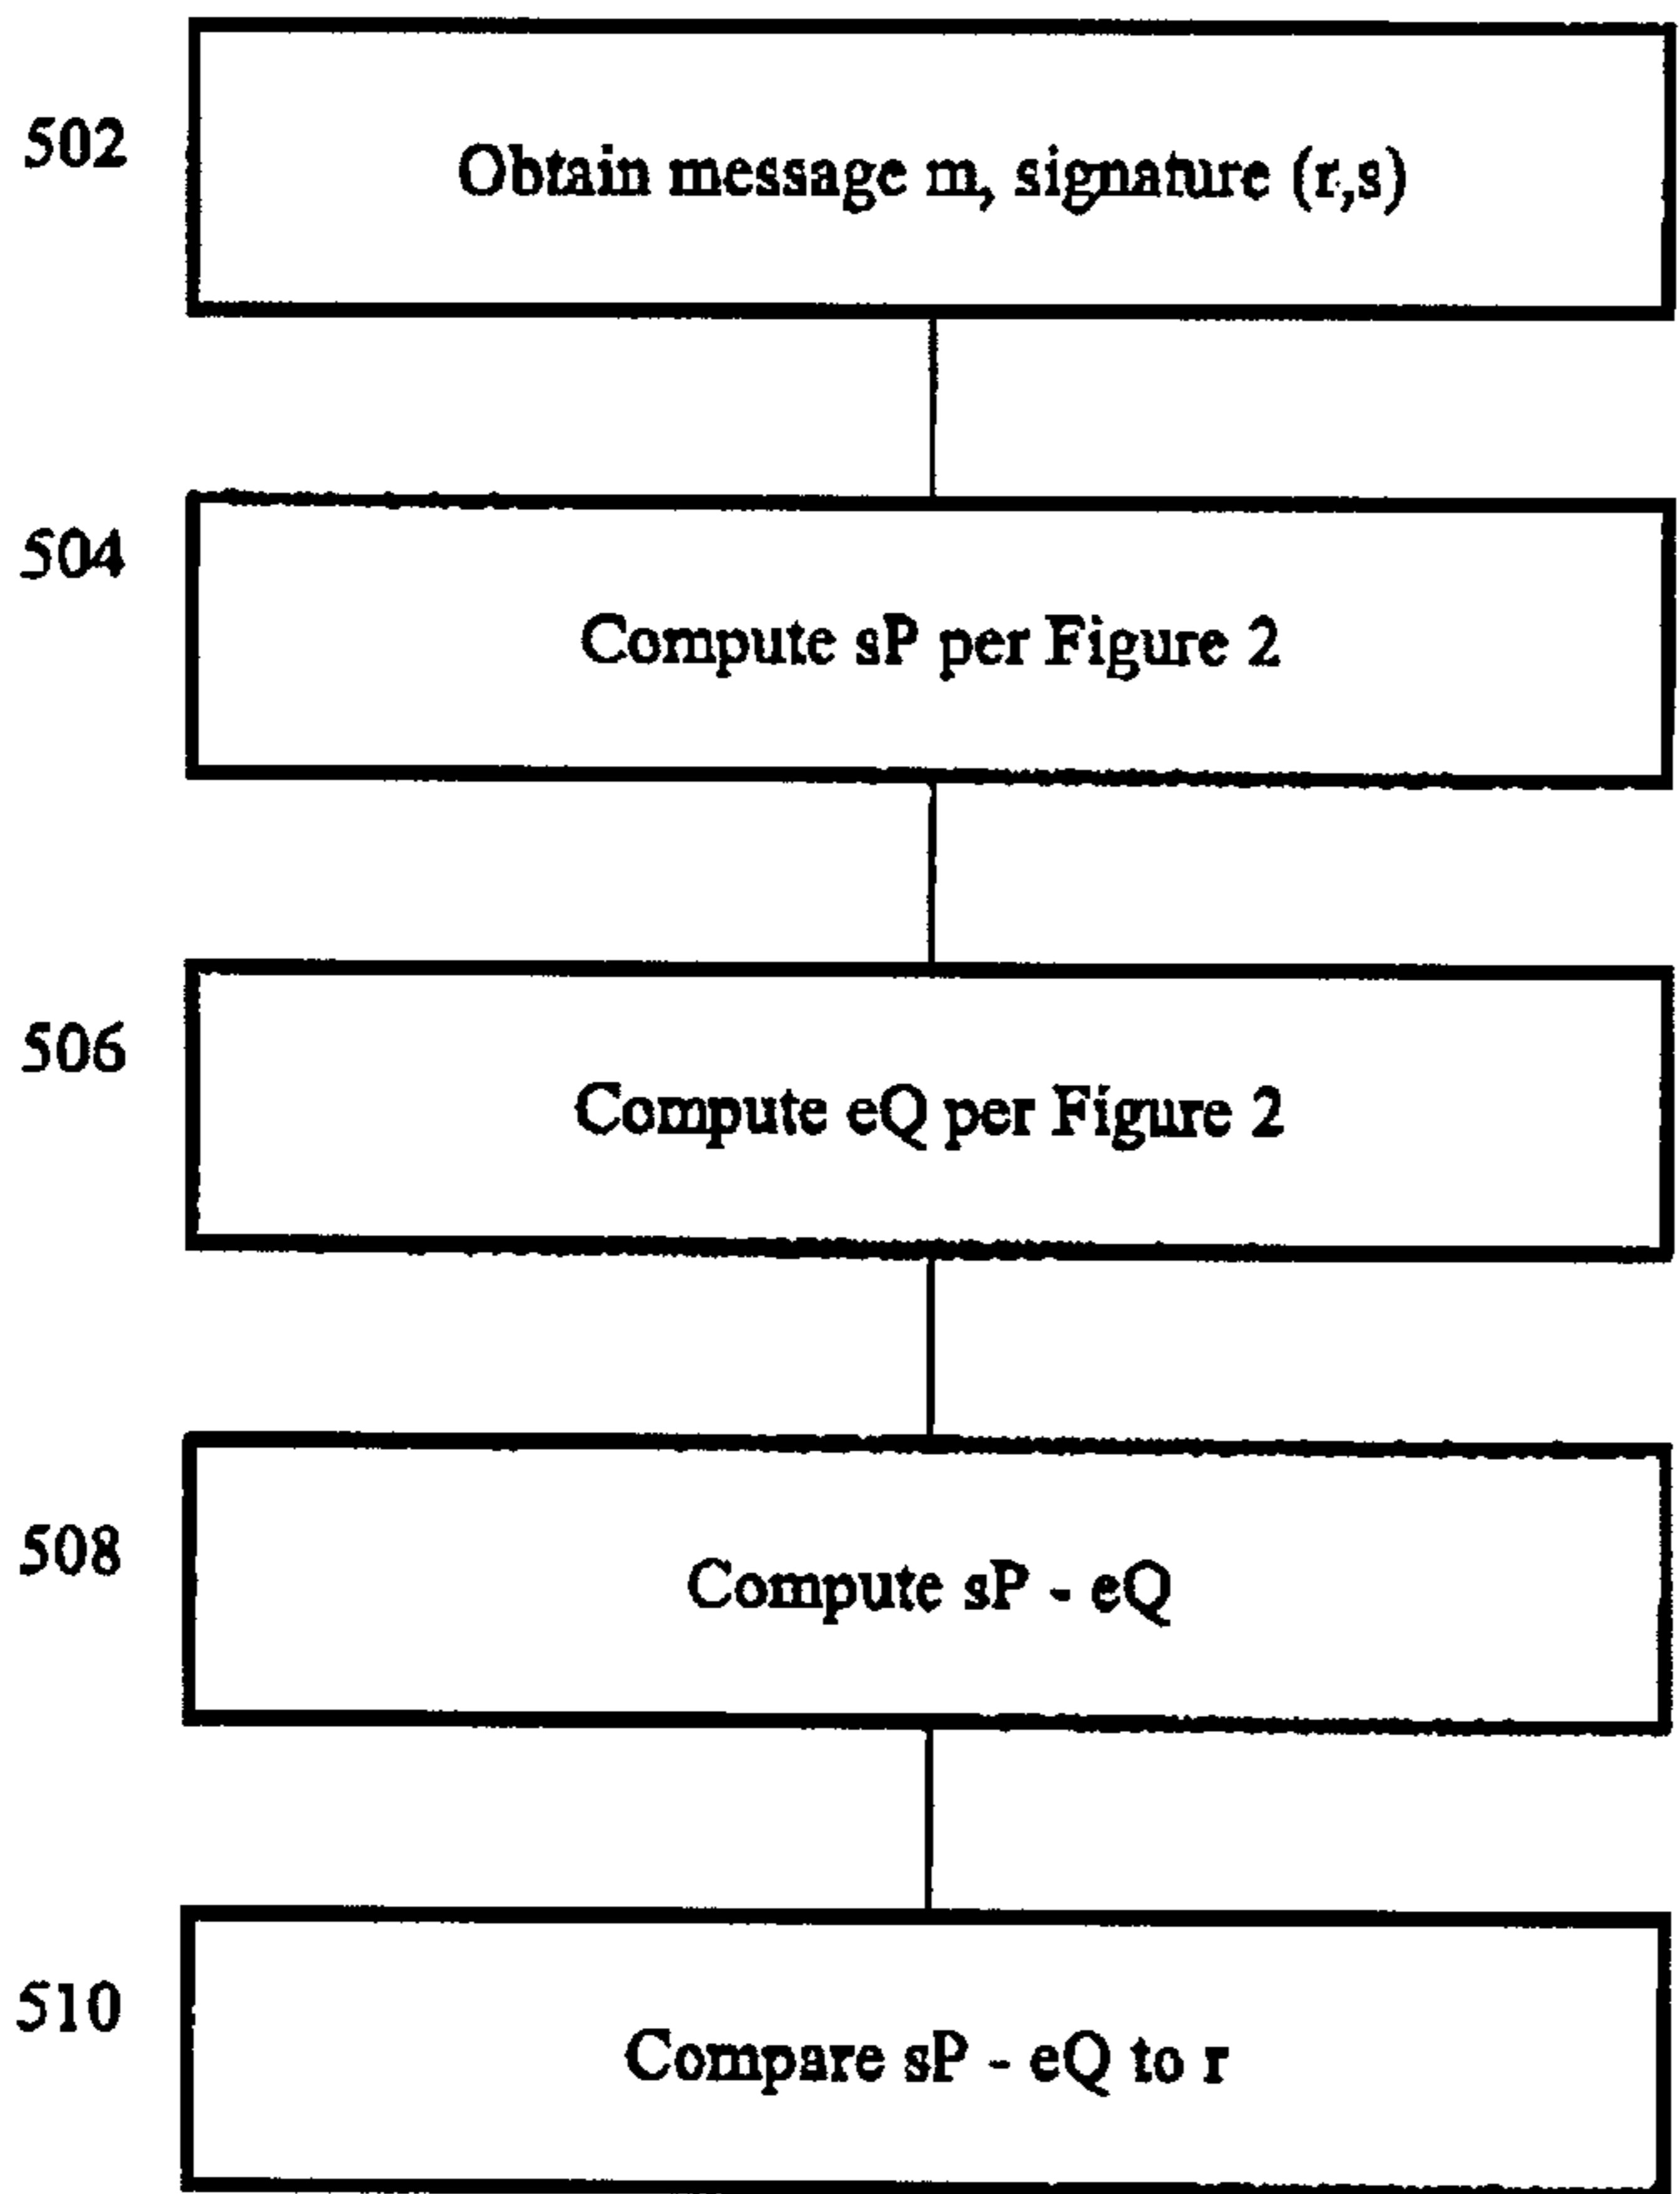 502
Obtain message m, signature (r,s)
504
Compute sP per Figure 2
506
Compute eQ per Figure 2
508
Compute sP - eQ
510
Compare sP - eQ to r